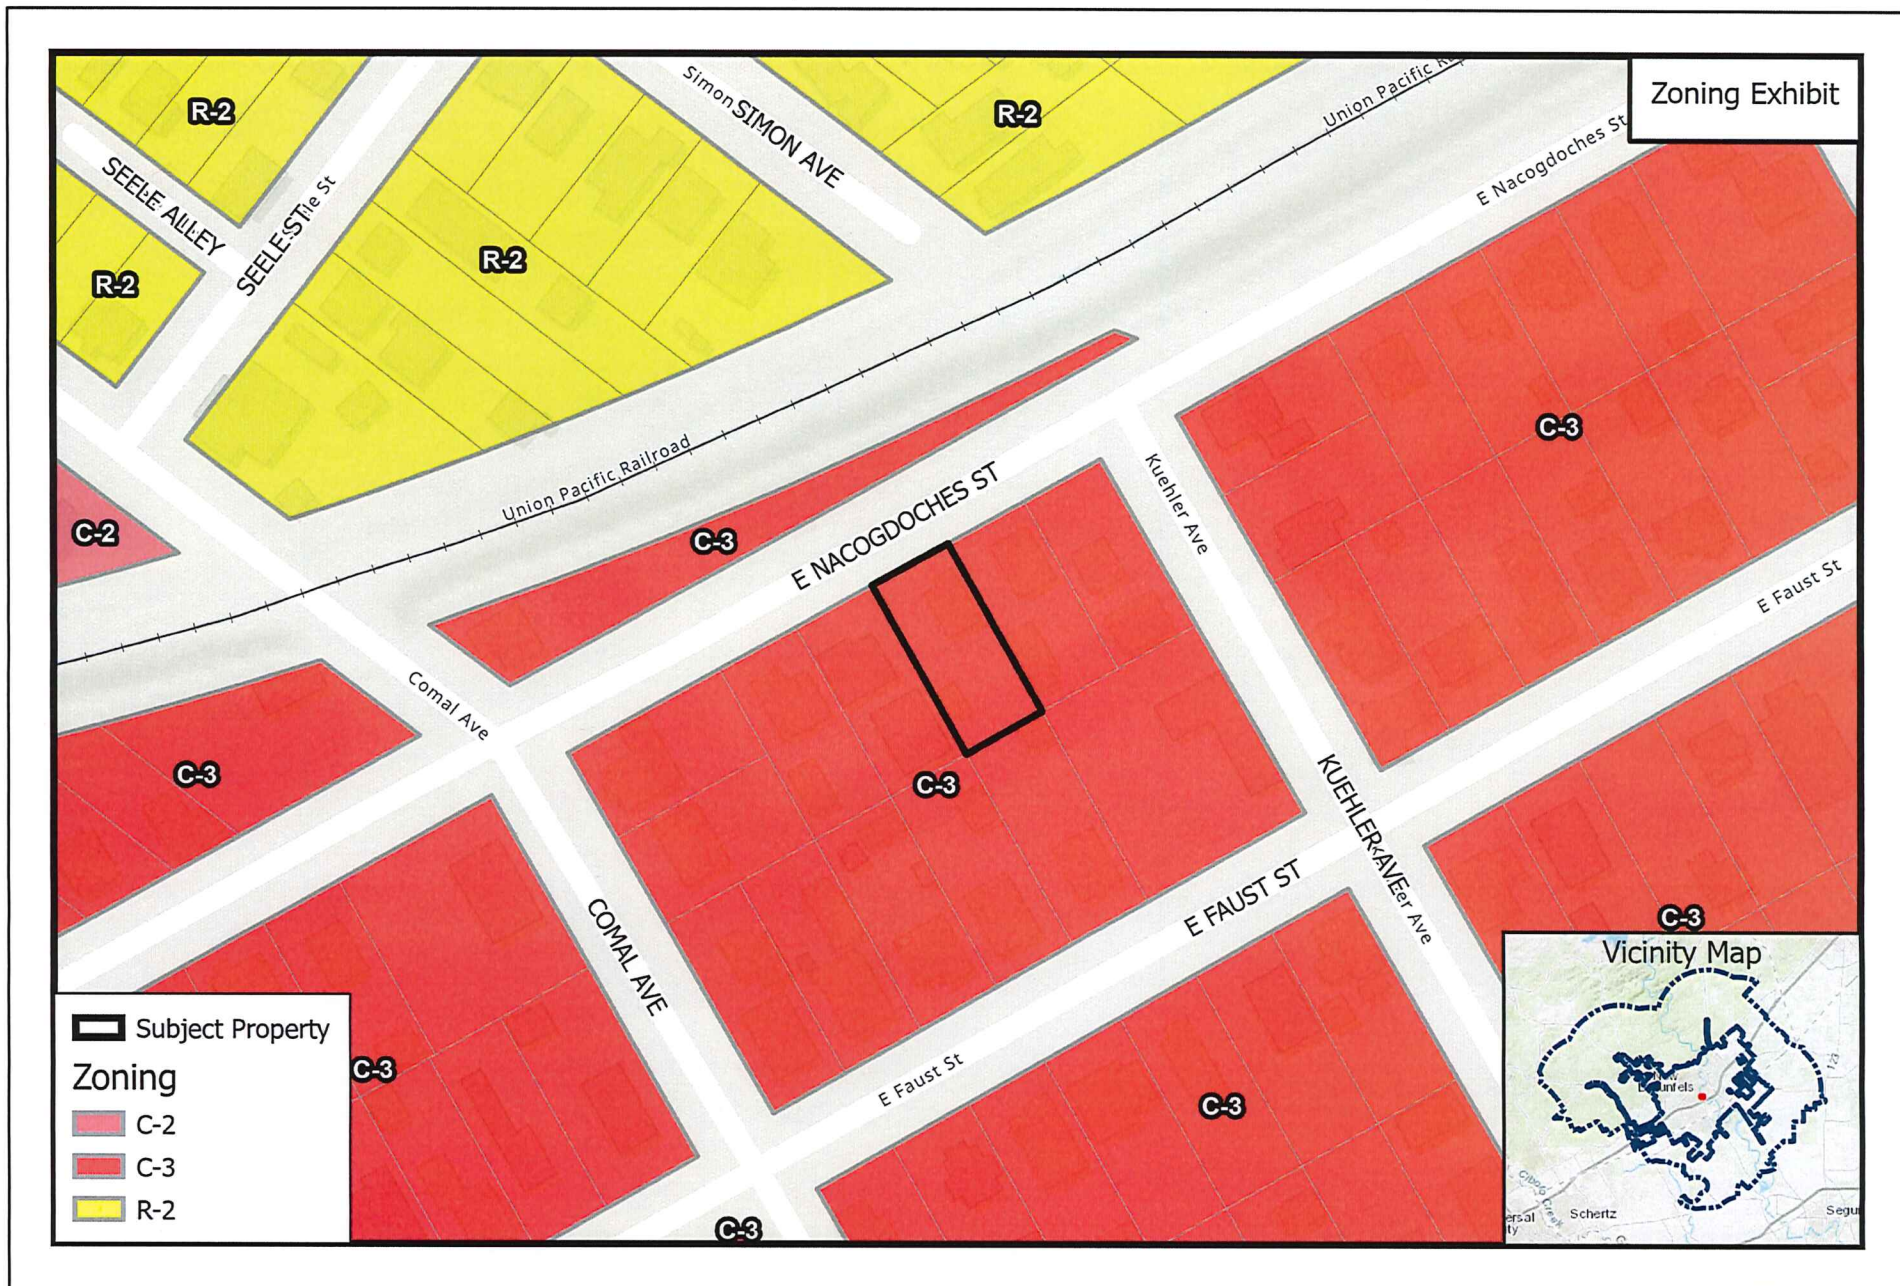 Zoning Exhibit
R-2
Simon
SIMON AVE
R-2
Union Pacific
E Nacogdoches St
SEELE ALLEY
SEELE ST
R-2
R-2
C-3
C-2
Union Pacific Railroad
C-3
E NACOGDOCHES ST
Kuehler Ave
E Faust St
Comal Ave
C-3
C-3
KUEHLER AVE
E FAUST ST
COMAL AVE
C-3
E Faust St
C-3
C-3
C-3
Subject Property
Zoning
C-2
C-3
R-2
Vicinity Map
New
123
Schertz